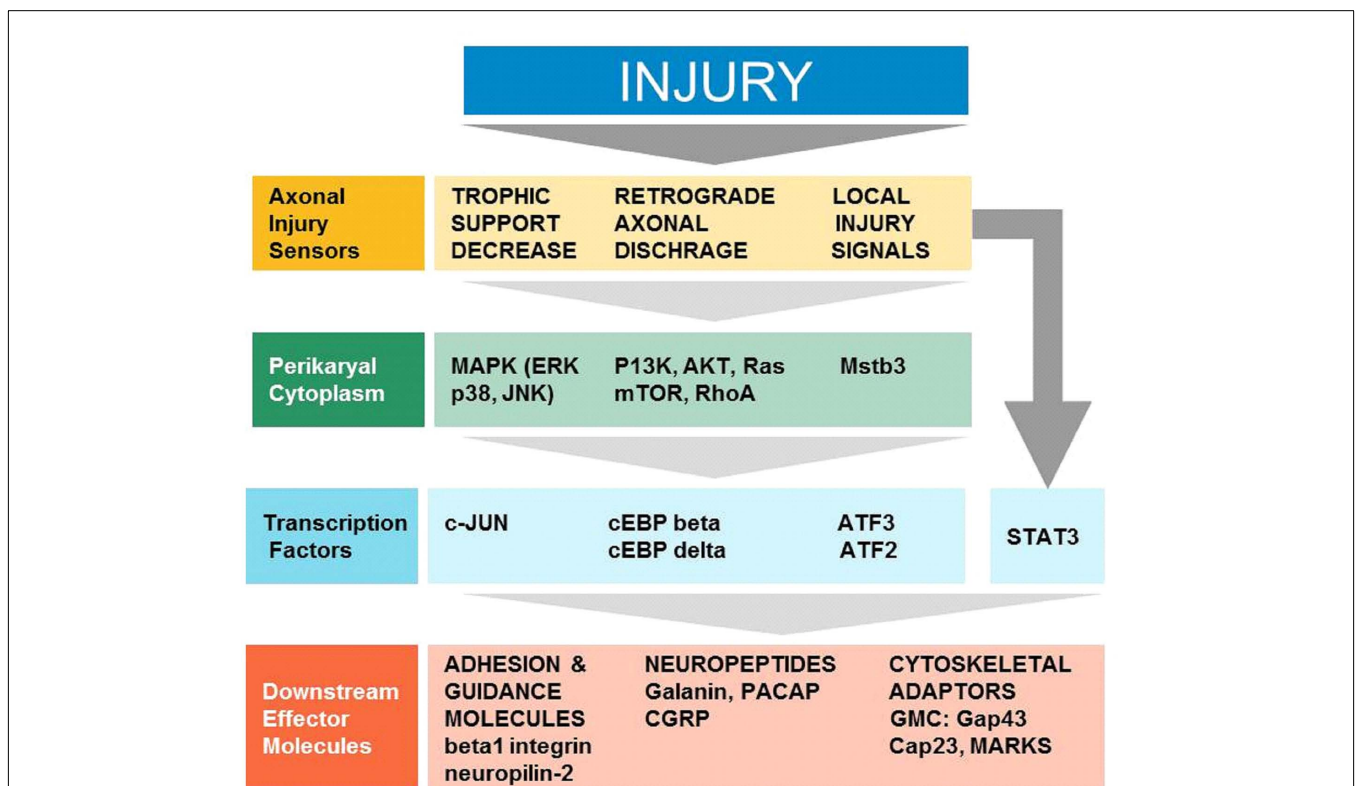 INJURY
Axonal
Injury
Sensors
TROPHIC
SUPPORT
DECREASE
RETROGRADE
AXONAL
DISCHRAGE
LOCAL
INJURY
SIGNALS
Perikaryal
Cytoplasm
MAPK (ERK
p38, JNK)
P13K, AKT, Ras
mTOR, RhoA
Mstb3
Transcription
Factors
c-JUN
cEBP beta
cEBP delta
ATF3
ATF2
STAT3
Downstream
Effector
Molecules
ADHESION &
GUIDANCE
MOLECULES
beta1 integrin
neuropilin-2
NEUROPEPTIDES
Galanin, PACAP
CGRP
CYTOSKELETAL
ADAPTORS
GMC: Gap43
Cap23, MARKS